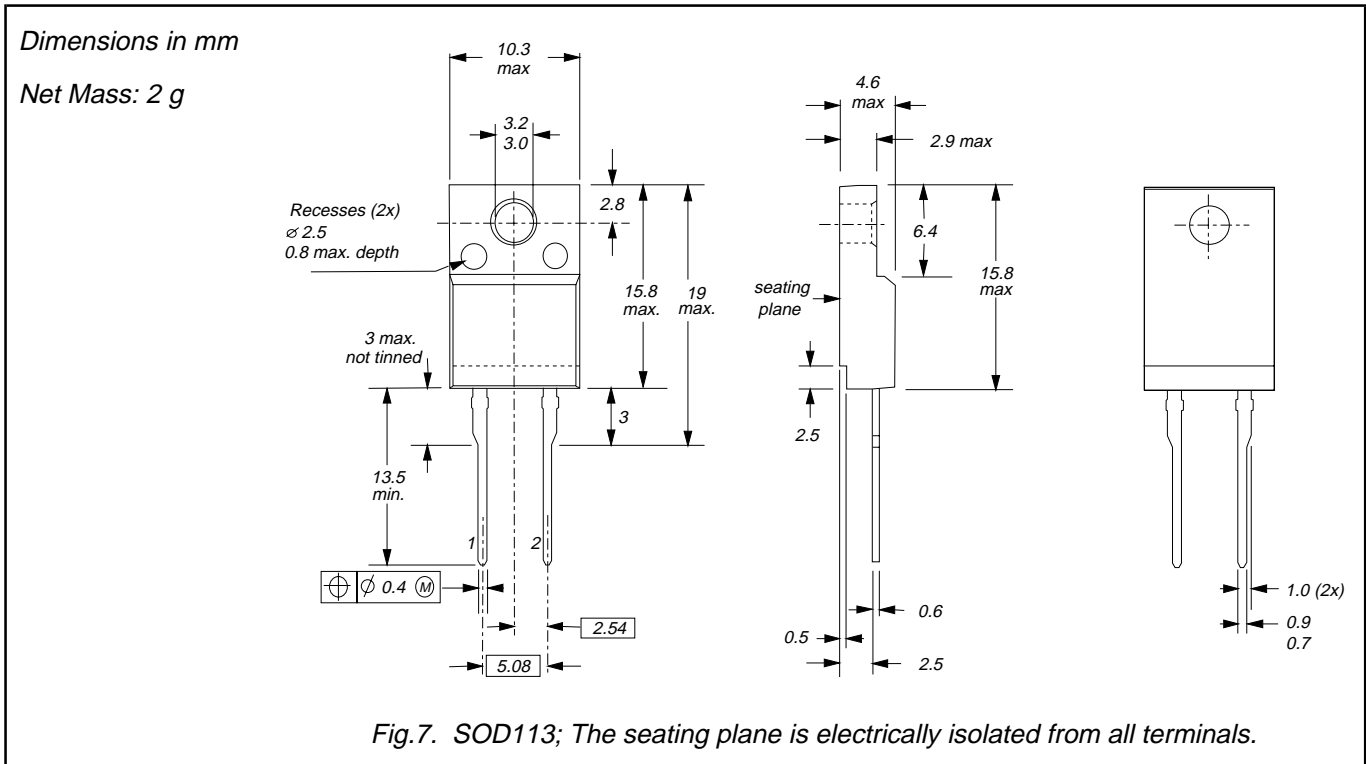 Dimensions in mm
Net Mass: 2 g
10.3
max
3.2
3.0
2.8
Recesses (2x)
⌀ 2.5
0.8 max. depth
15.8
max.
19
max.
3 max.
not tinned
3
13.5
min.
1
2
⌀ 0.4 Ⓜ
2.54
5.08
4.6
max
2.9 max
6.4
15.8
max
seating
plane
2.5
0.6
0.5
2.5
1.0 (2x)
0.9
0.7
Fig.7. SOD113; The seating plane is electrically isolated from all terminals.